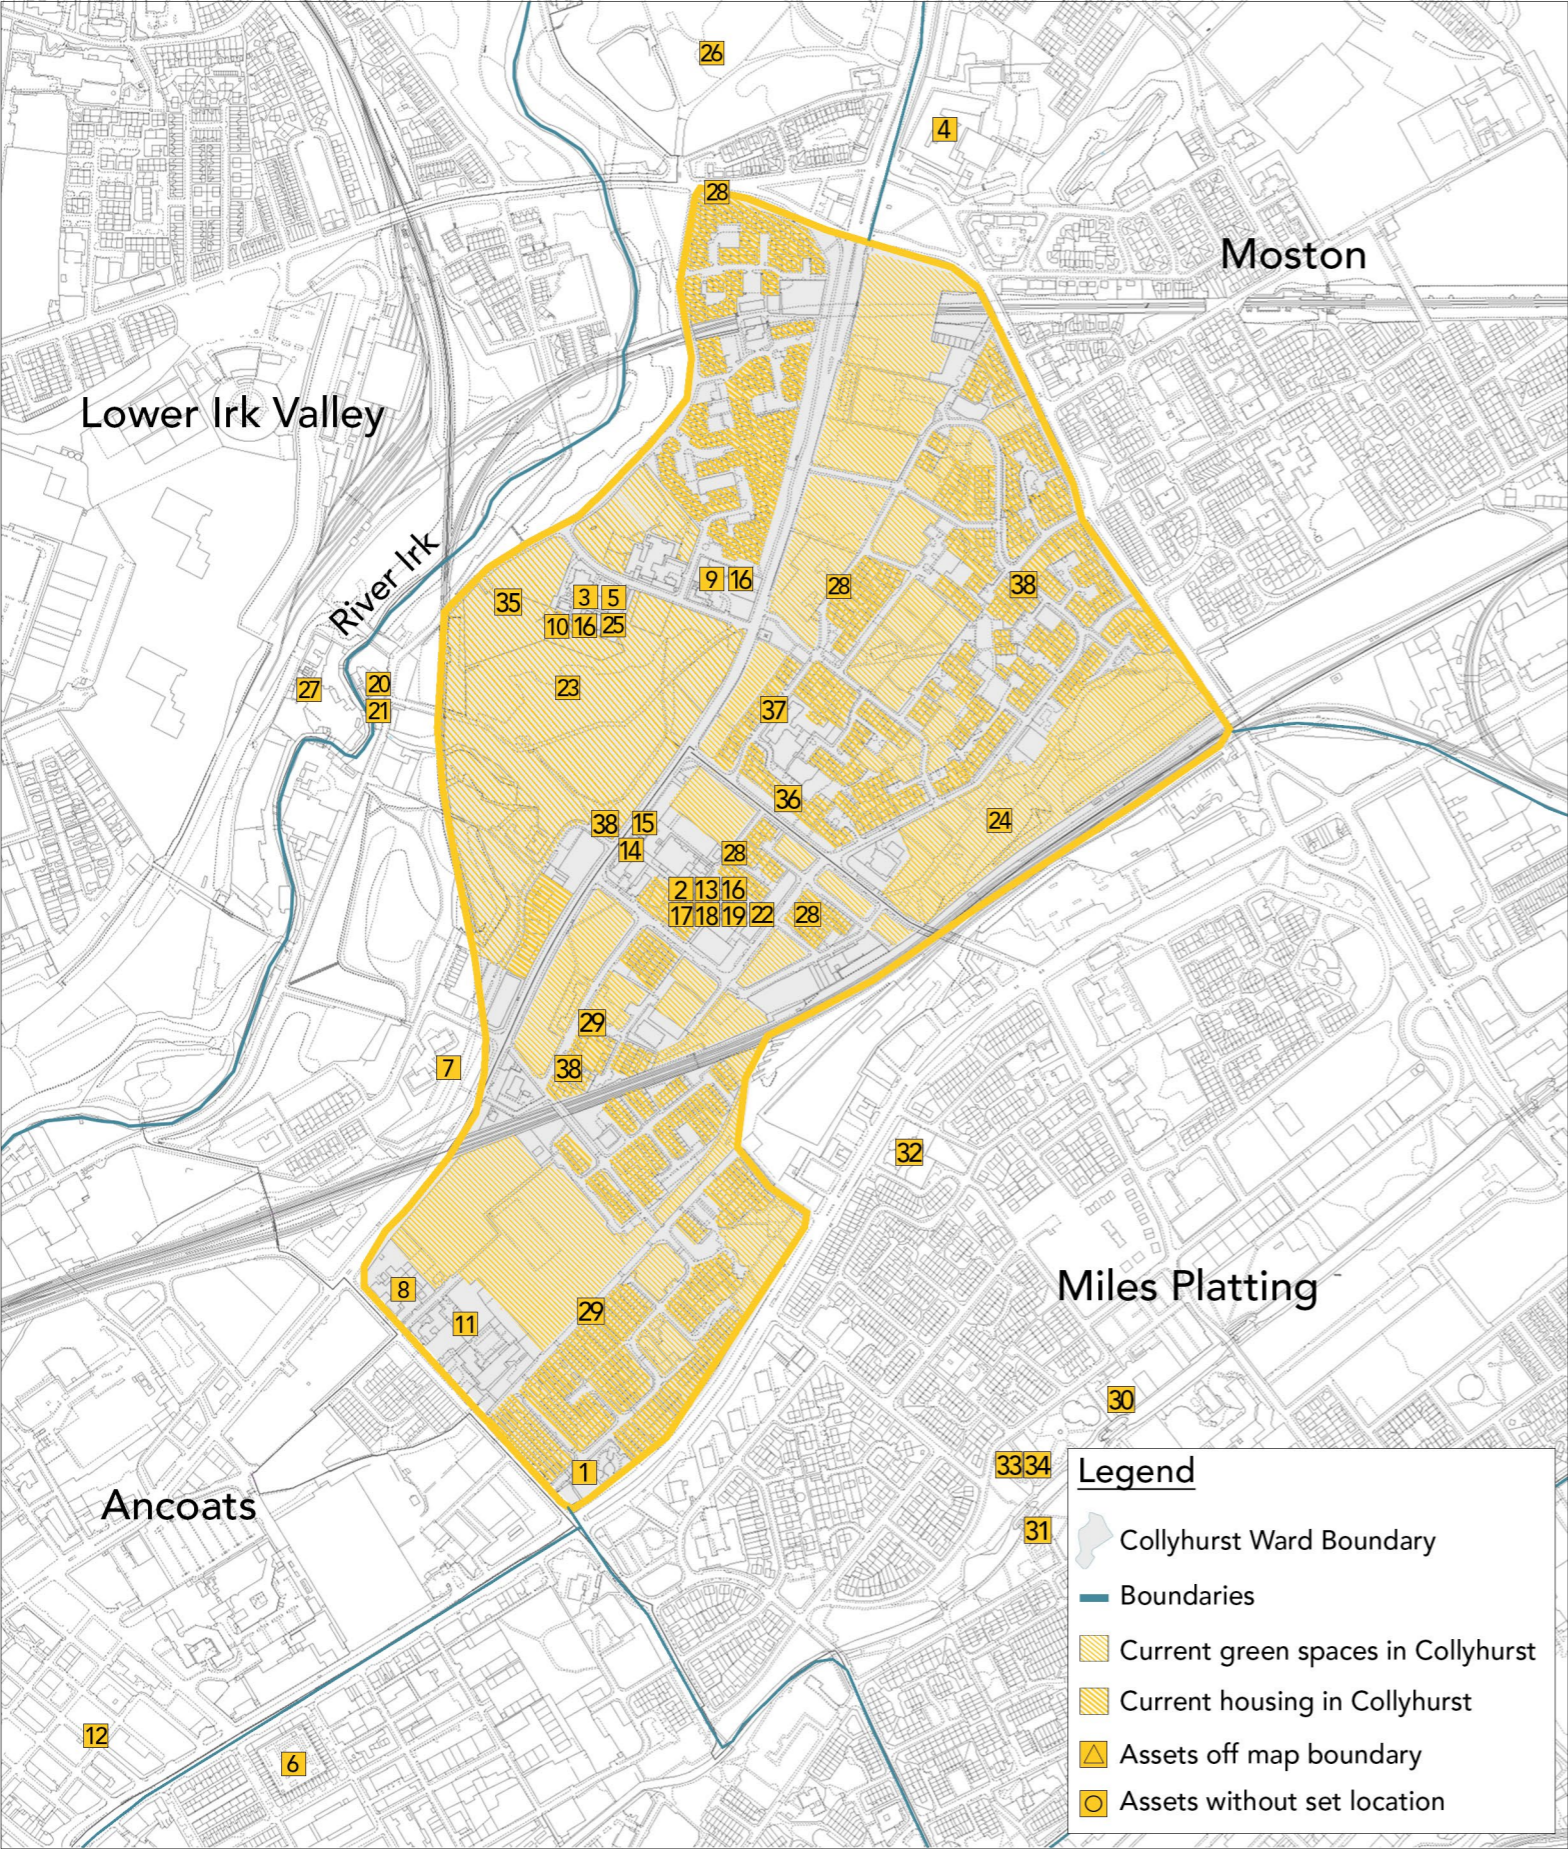 26
4
28
Moston
Lower Irk Valley
River Irk
9 16
28
38
35
3 5
10 16 25
27
20
21
23
37
36
38 15
14
24
28
2 13 16
17 18 19 22
28
29
7
38
32
8
11
29
Miles Platting
30
33 34
1
31
Ancoats
12
6
Legend
Collyhurst Ward Boundary
Boundaries
Current green spaces in Collyhurst
Current housing in Collyhurst
Assets off map boundary
Assets without set location